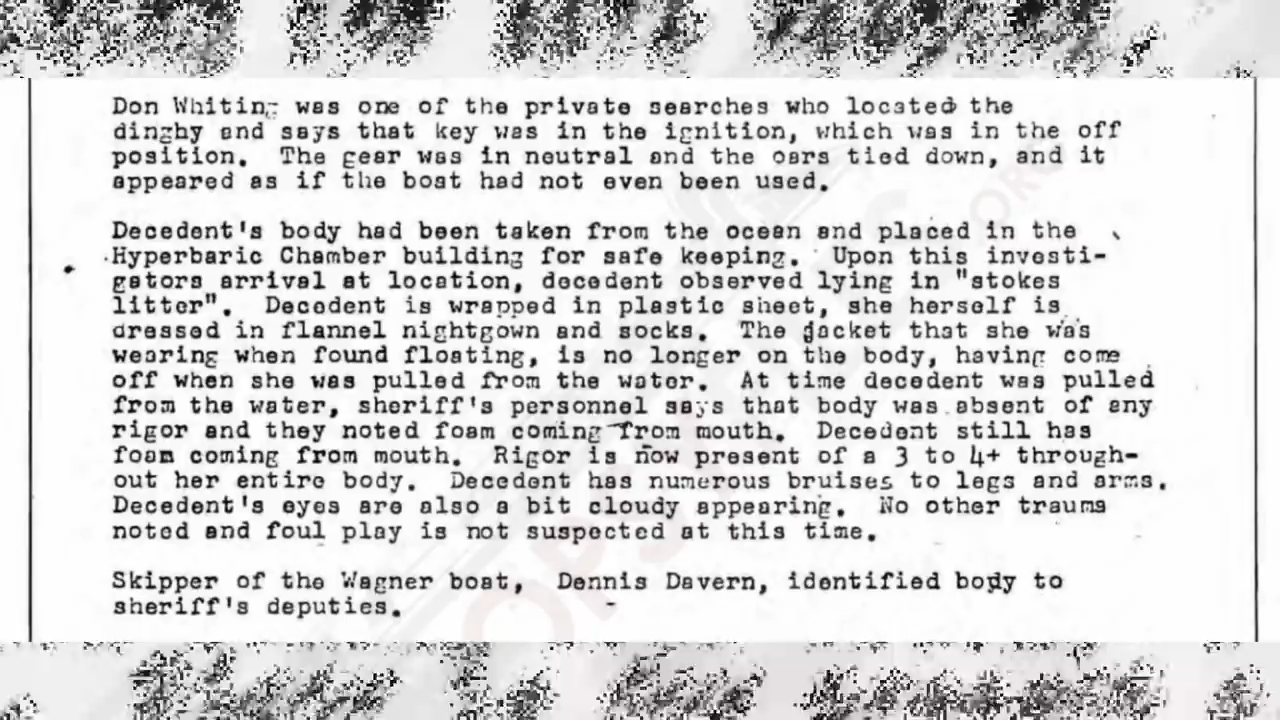 Don Whiting was one of the private searches who located the
dinghy and says that key was in the ignition, which was in the off
position. The gear was in neutral and the oars tied down, and it
appeared as if the boat had not even been used.
Decedent's body had been taken from the ocean and placed in the
Hyperbaric Chamber building for safe keeping. Upon this investi-
gators arrival at location, decedent observed lying in "stokes
litter". Decedent is wrapped in plastic sheet, she herself is
dressed in flannel nightgown and socks. The jacket that she was
wearing when found floating, is no longer on the body, having come
off when she was pulled from the water. At time decedent was pulled
from the water, sheriff's personnel says that body was absent of any
rigor and they noted foam coming from mouth. Decedent still has
foam coming from mouth. Rigor is now present of a 3 to 4+ through-
out her entire body. Decedent has numerous bruises to legs and arms.
Decedent's eyes are also a bit cloudy appearing. No other trauma
noted and foul play is not suspected at this time.
Skipper of the Wagner boat, Dennis Davern, identified body to
sheriff's deputies.